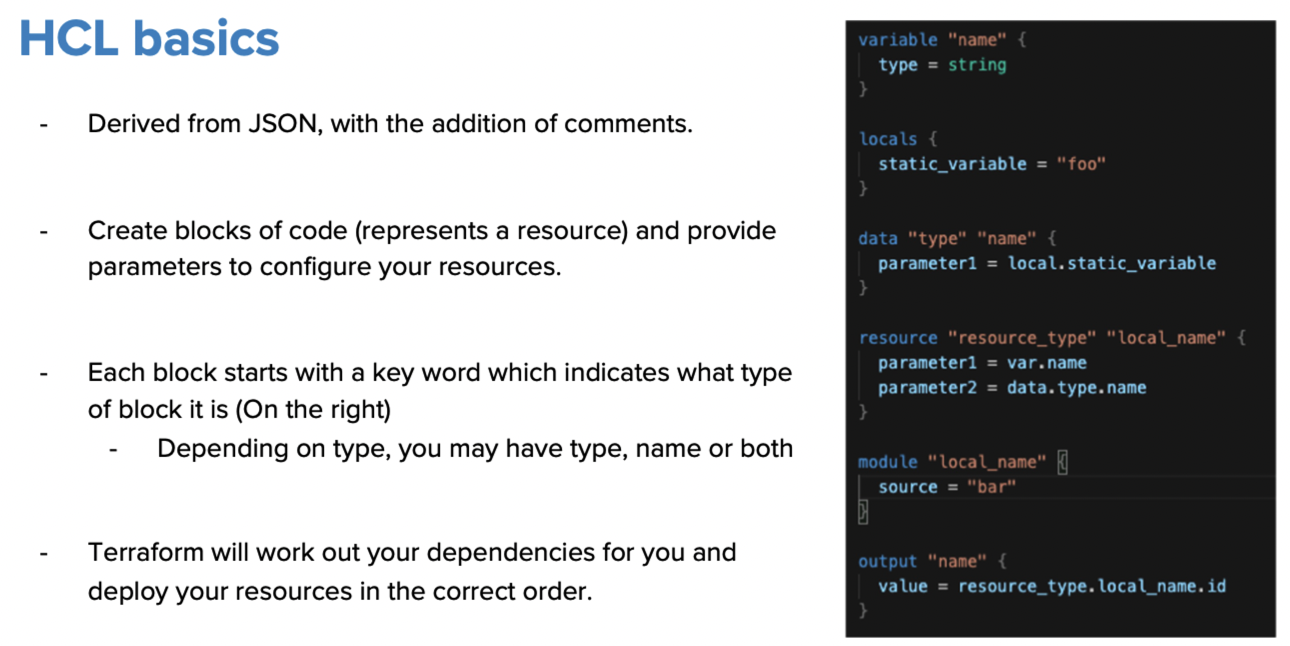 HCL basics
- Derived from JSON, with the addition of comments.
- Create blocks of code (represents a resource) and provide
parameters to configure your resources.
- Each block starts with a key word which indicates what type
of block it is (On the right)
- Depending on type, you may have type, name or both
- Terraform will work out your dependencies for you and
deploy your resources in the correct order.
variable "name" {
  type = string
}
locals {
  static_variable = "foo"
}
data "type" "name" {
  parameter1 = local.static_variable
}
resource "resource_type" "local_name" {
  parameter1 = var.name
  parameter2 = data.type.name
}
module "local_name" {
  source = "bar"
}
output "name" {
  value = resource_type.local_name.id
}